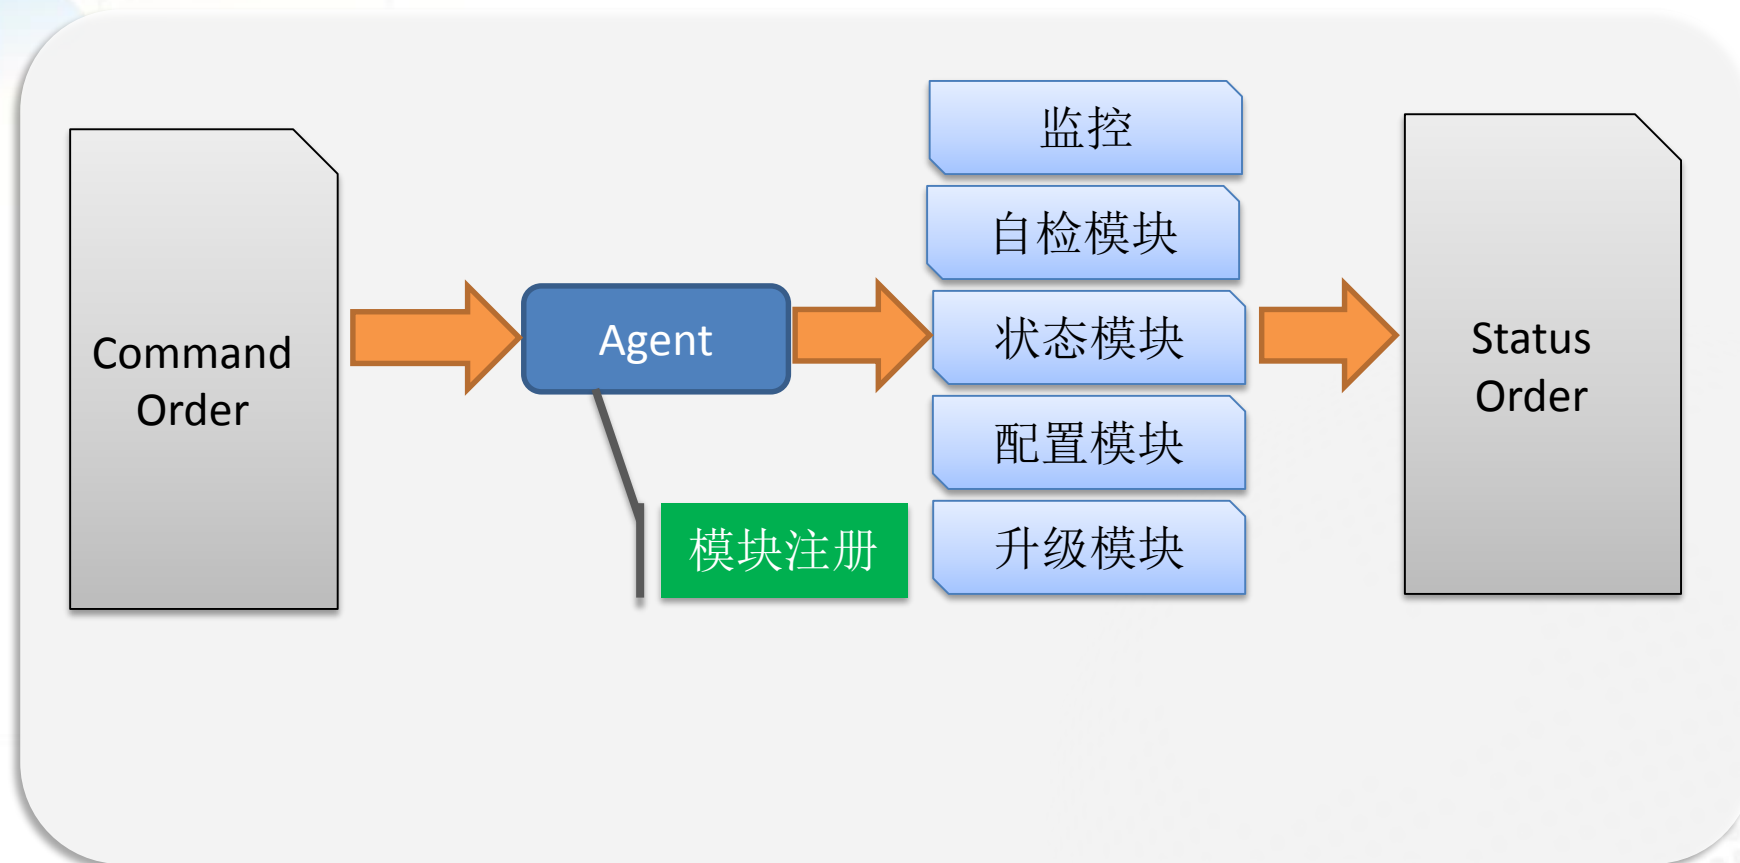 Command
Order
Agent
模块注册
监控
自检模块
状态模块
配置模块
升级模块
Status
Order